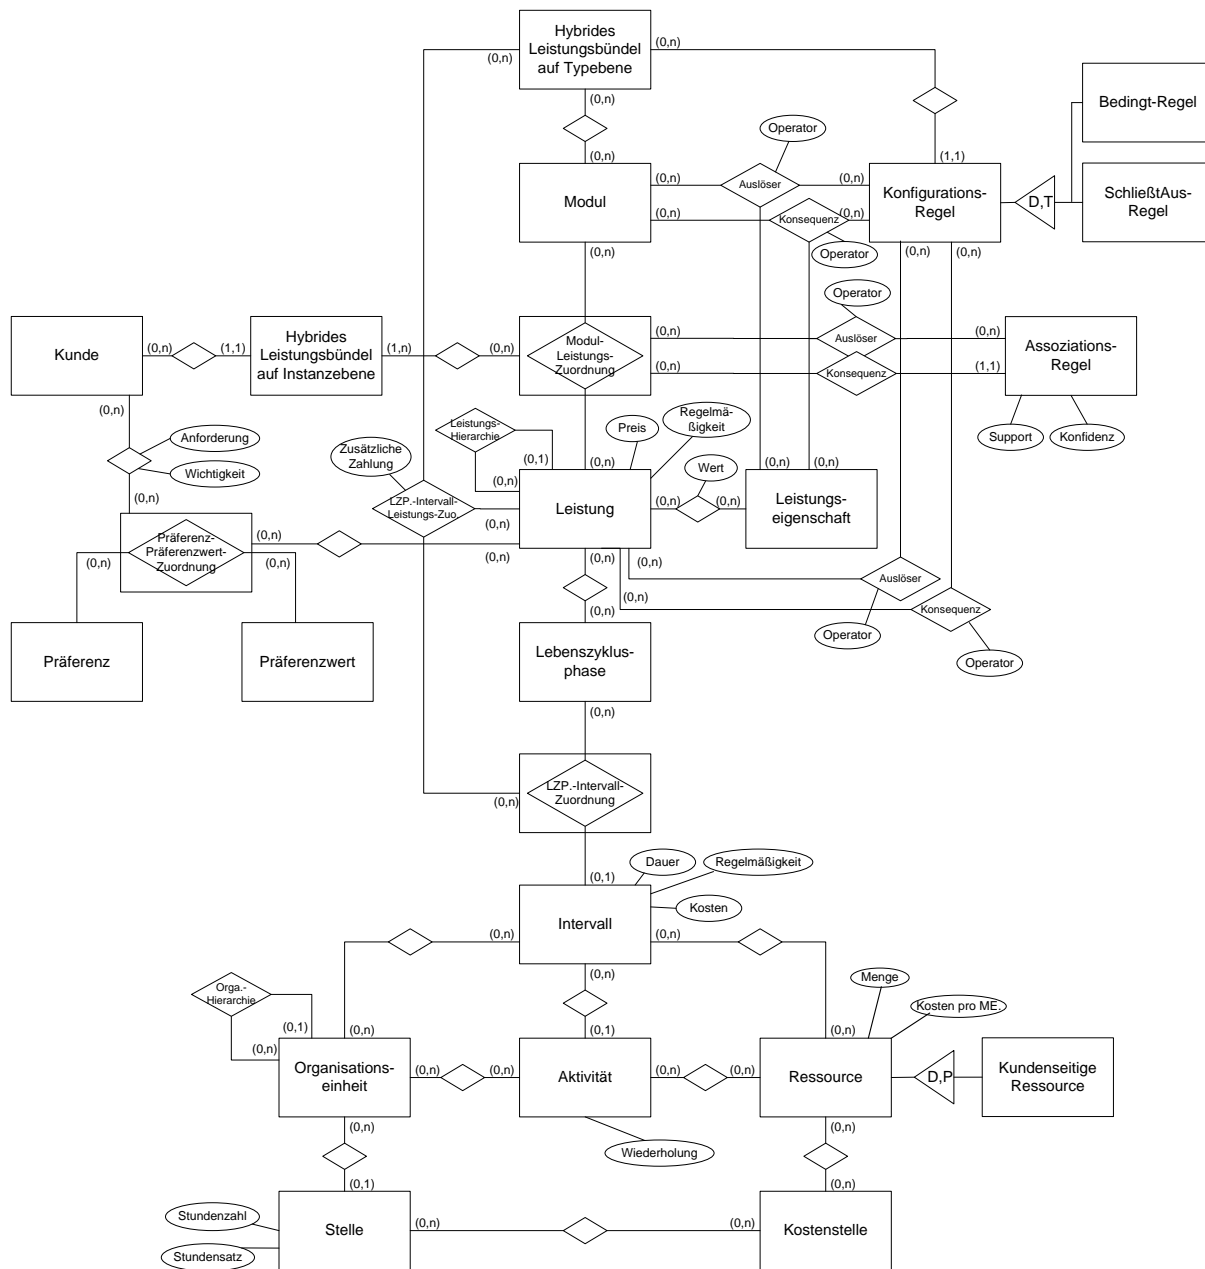 Hybrides
Leistungsbündel
auf Typebene
(0,n)
(0,n)
(0,n)
Bedingt-Regel
Operator
(0,n)
(0,n)
(0,n)
(1,1)
Modul
Auslöser
Konfigurations-
Regel
D,T
SchließtAus-
Regel
(0,n)
Konsequenz
(0,n)
Operator
(0,n)
(0,n)
(0,n)
Operator
Kunde
(0,n)
(1,1)
Hybrides
Leistungsbündel
auf Instanzebene
(1,n)
(0,n)
Modul-
Leistungs-
Zuordnung
(0,n)
Auslöser
(0,n)
Assoziations-
Regel
(0,n)
Konsequenz
(1,1)
(0,n)
Anforderung
Wichtigkeit
(0,n)
Leistungs-
Hierarchie
Zusätzliche
Zahlung
(0,1)
(0,n)
Preis
Regelmä-
ßigkeit
Support
Konfidenz
(0,n)
Wert
(0,n)
(0,n)
LZP.-Intervall-
Leistungs-Zuo.
(0,n)
Leistung
(0,n)
(0,n)
Leistungs-
eigenschaft
Präferenz-
Präferenzwert-
Zuordnung
(0,n)
(0,n)
(0,n)
(0,n)
(0,n)
(0,n)
(0,n)
Auslöser
(0,n)
Konsequenz
(0,n)
Präferenz
Präferenzwert
Lebenszyklus-
phase
Operator
Operator
(0,n)
(0,n)
LZP.-Intervall-
Zuordnung
Dauer
Regelmäßigkeit
(0,1)
Kosten
(0,n)
Intervall
(0,n)
(0,n)
Orga.-
Hierarchie
Menge
Kosten pro ME.
(0,1)
(0,n)
(0,n)
(0,1)
(0,n)
Organisations-
einheit
(0,n)
(0,n)
Aktivität
(0,n)
(0,n)
Ressource
D,P
Kundenseitige
Ressource
(0,n)
(0,n)
Wiederholung
(0,1)
(0,n)
Stundenzahl
Stelle
(0,n)
(0,n)
Kostenstelle
Stundensatz